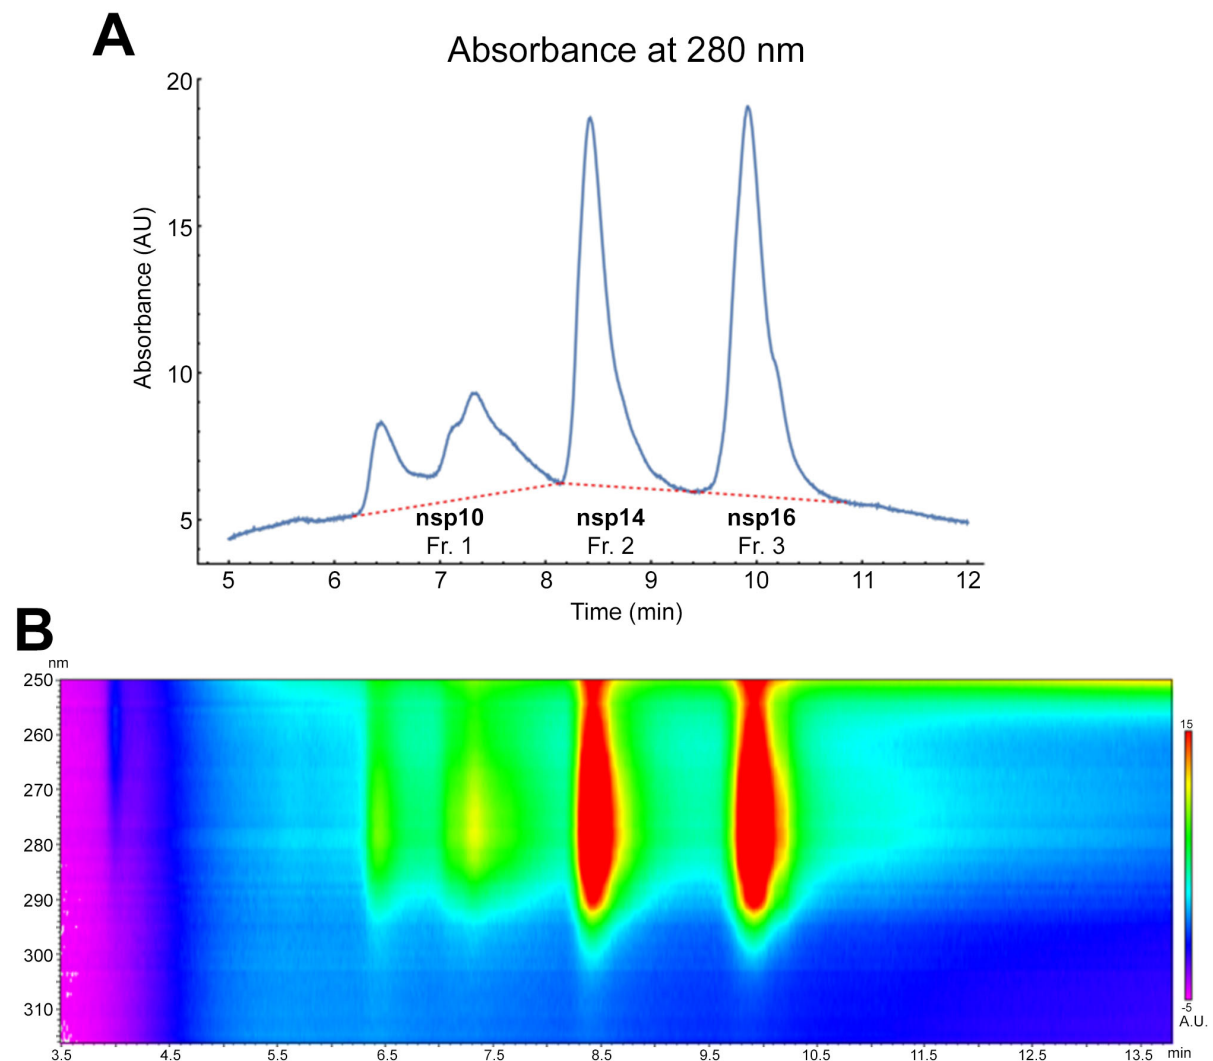 A
Absorbance at 280 nm
Absorbance (AU)
20
15
10
5
nsp10 nsp14 nsp16
Fr. 1 Fr. 2 Fr. 3
5 6 7 8 9 10 11 12
Time (min)
B
nm
250
260
270
280
290
300
310
15
-5
A.U.
3.5 4.5 5.5 6.5 7.5 8.5 9.5 10.5 11.5 12.5 13.5 min